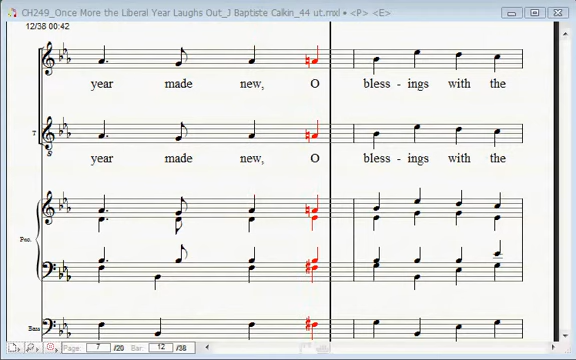 CH249_Once More the Liberal Year Laughs Out_J Baptiste Calkin_44 ut.mxl • <P> <E>
12/38 00:42
year made new, O bless - ings with the
7
8
year made new, O bless - ings with the
Pno.
Bass
Page: 7 /20 Bar: 12 /38